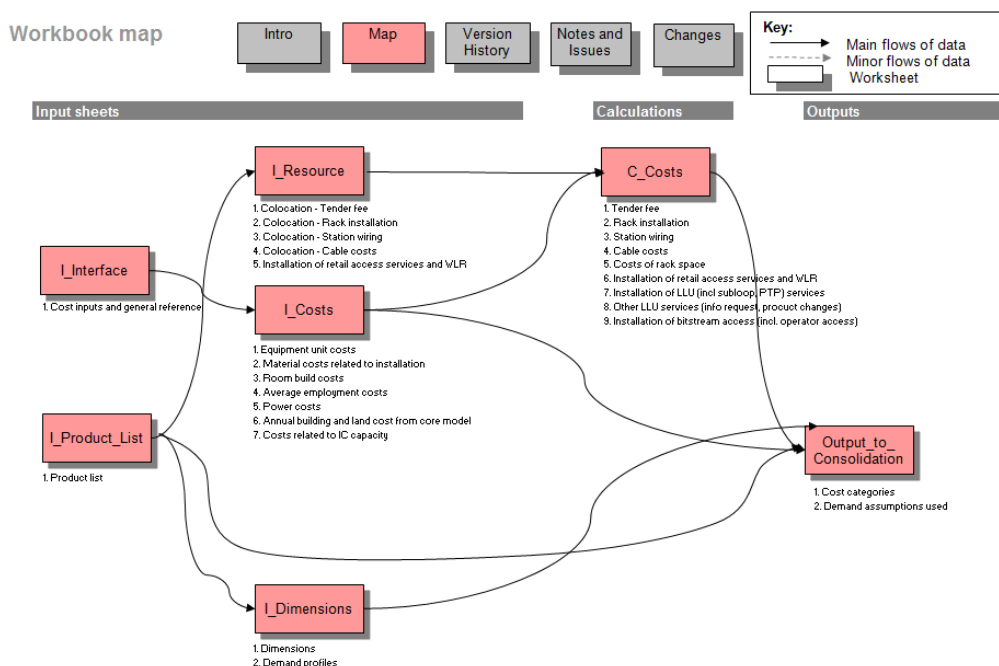 Workbook map
Intro
Map
Version
History
Notes and
Issues
Changes
Key:
Main flows of data
Minor flows of data
Worksheet
Input sheets
Calculations
Outputs
I_Resource
1. Colocation - Tender fee
2. Colocation - Rack installation
3. Colocation - Station wiring
4. Colocation - Cable costs
5. Installation of retail access services and WLR
C_Costs
1. Tender fee
2. Rack installation
3. Station wiring
4. Cable costs
5. Costs of rack space
6. Installation of retail access services and WLR
7. Installation of LLU (incl subloop, PTP) services
8. Other LLU services (info request, procuct changes)
9. Installation of bitstream access (incl. operator access)
I_Interface
1. Cost inputs and general reference
I_Costs
1. Equipment unit costs
2. Material costs related to installation
3. Room build costs
4. Average employment costs
5. Power costs
6. Annual building and land cost from core model
7. Costs related to IC capacity
I_Product_List
1. Product list
Output_to_
Consolidation
1. Cost categories
2. Demand assumptions used
I_Dimensions
1. Dimensions
2. Demand profiles